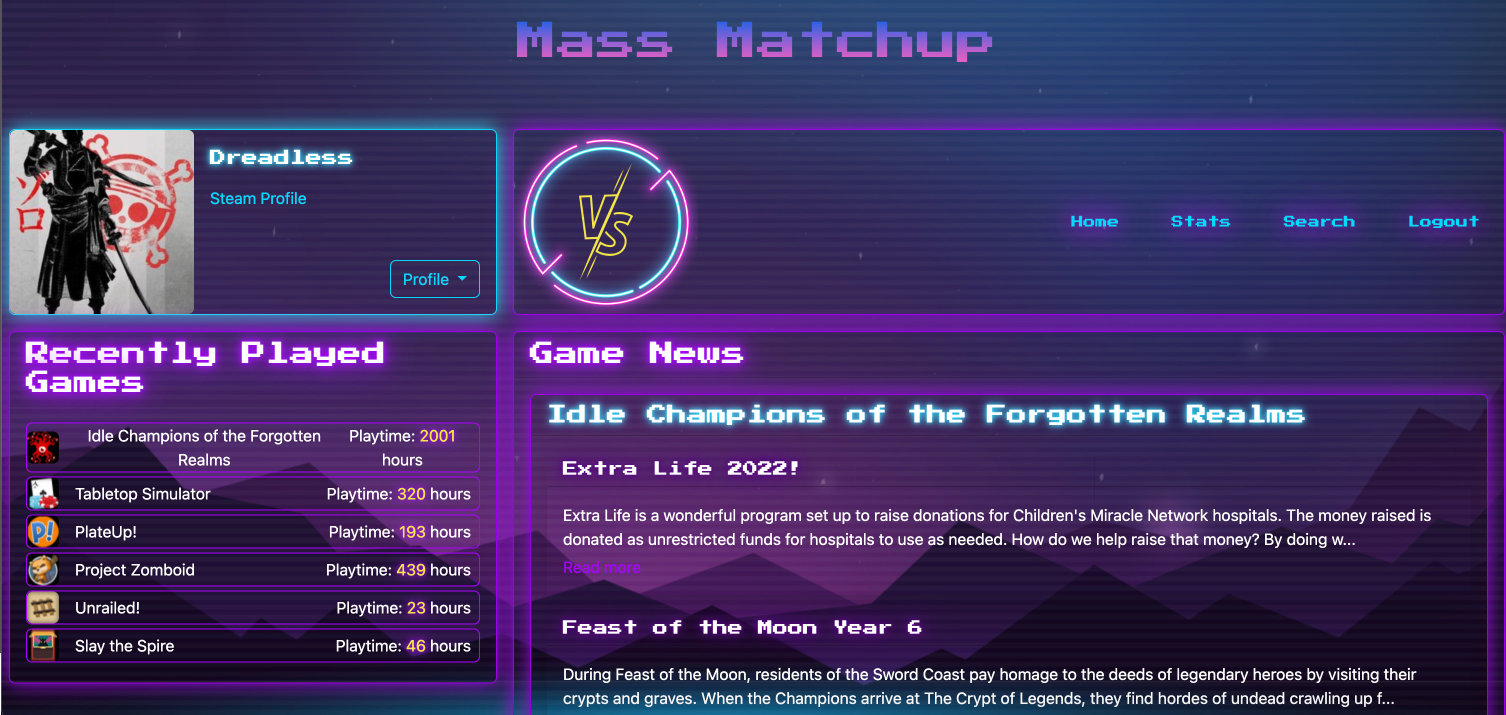 Mass Matchup
Dreadless
Steam Profile
Profile
ゾロ
VS
Home
Stats
Search
Logout
Recently Played
Games
Idle Champions of the Forgotten
Realms
Playtime: 2001
hours
Tabletop Simulator
Playtime: 320 hours
P!
PlateUp!
Playtime: 193 hours
Project Zomboid
Playtime: 439 hours
Unrailed!
Playtime: 23 hours
Slay the Spire
Playtime: 46 hours
Game News
Idle Champions of the Forgotten Realms
Extra Life 2022!
Extra Life is a wonderful program set up to raise donations for Children's Miracle Network hospitals. The money raised is
donated as unrestricted funds for hospitals to use as needed. How do we help raise that money? By doing w...
Read more
Feast of the Moon Year 6
During Feast of the Moon, residents of the Sword Coast pay homage to the deeds of legendary heroes by visiting their
crypts and graves. When the Champions arrive at The Crypt of Legends, they find hordes of undead crawling up f...